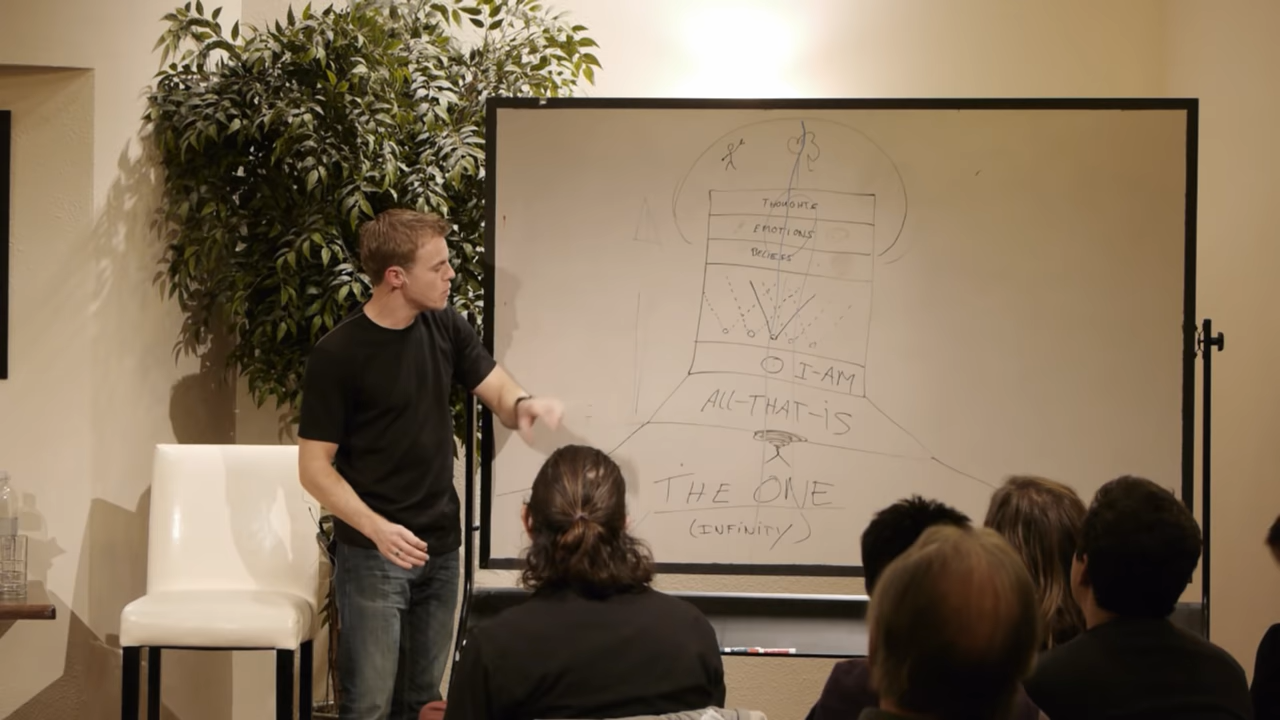 THOUGHTS
EMOTIONS
BELIEFS
I-AM
ALL-THAT-iS
THE ONE
(INFiNiTY)